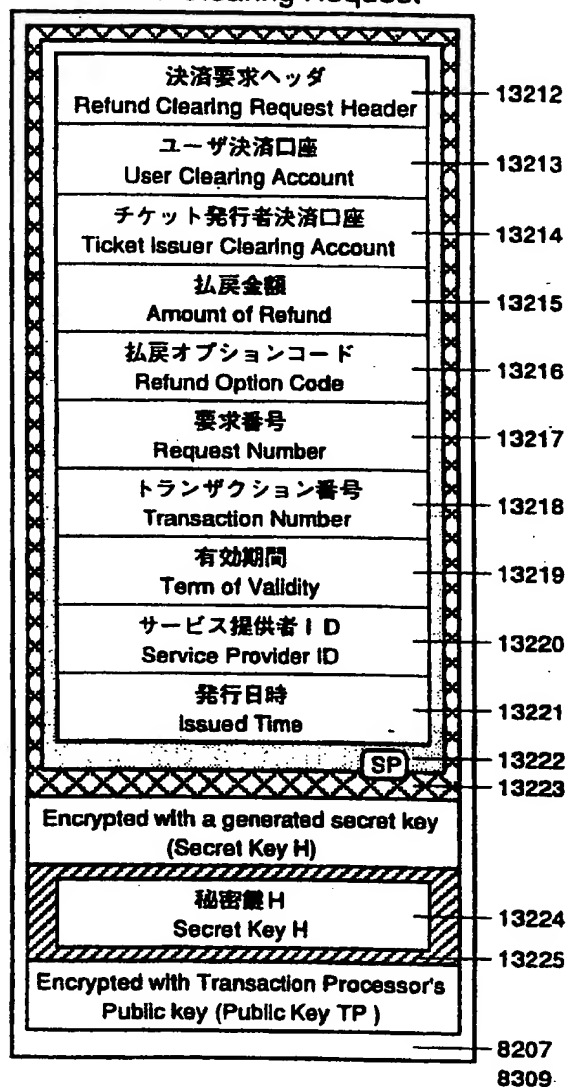 Clearing Request
決済要求ヘッダ
Refund Clearing Request Header
13212
ユーザ決済口座
User Clearing Account
13213
チケット発行者決済口座
Ticket Issuer Clearing Account
13214
払戻金額
Amount of Refund
13215
払戻オプションコード
Refund Option Code
13216
要求番号
Request Number
13217
トランザクション番号
Transaction Number
13218
有効期間
Term of Validity
13219
サービス提供者ID
Service Provider ID
13220
発行日時
Issued Time
13221
SP
13222
13223
Encrypted with a generated secret key
(Secret Key H)
秘密鍵H
Secret Key H
13224
13225
Encrypted with Transaction Processor's
Public key (Public Key TP )
8207
8309